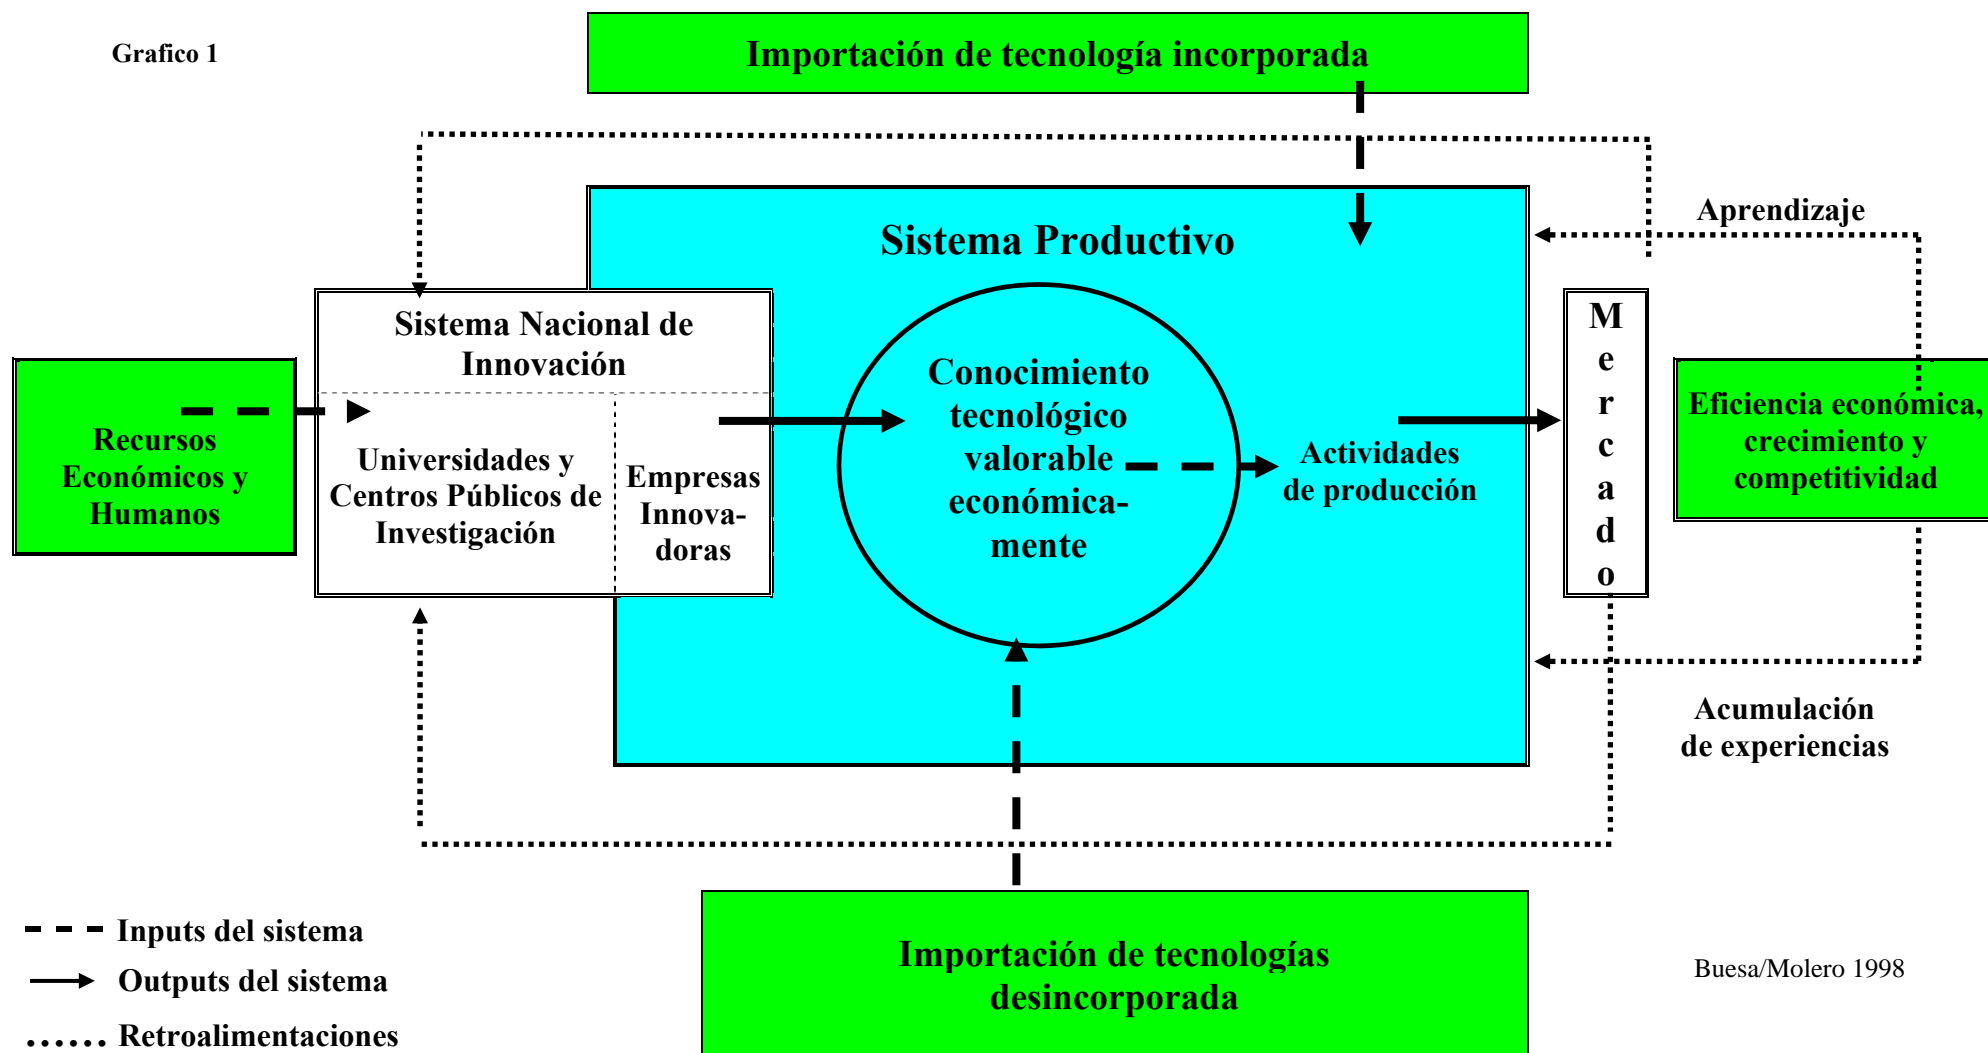 Grafico 1
Importación de tecnología incorporada
Sistema Productivo
Aprendizaje
Sistema Nacional de
Innovación
Recursos
Económicos y
Humanos
Universidades y
Centros Públicos de
Investigación
Empresas
Innova-
doras
Conocimiento
tecnológico
valorable
económica-
mente
Actividades
de producción
M
e
r
c
a
d
o
Eficiencia económica,
crecimiento y
competitividad
Acumulación
de experiencias
Inputs del sistema
Outputs del sistema
Retroalimentaciones
Importación de tecnologías
desincorporada
Buesa/Molero 1998